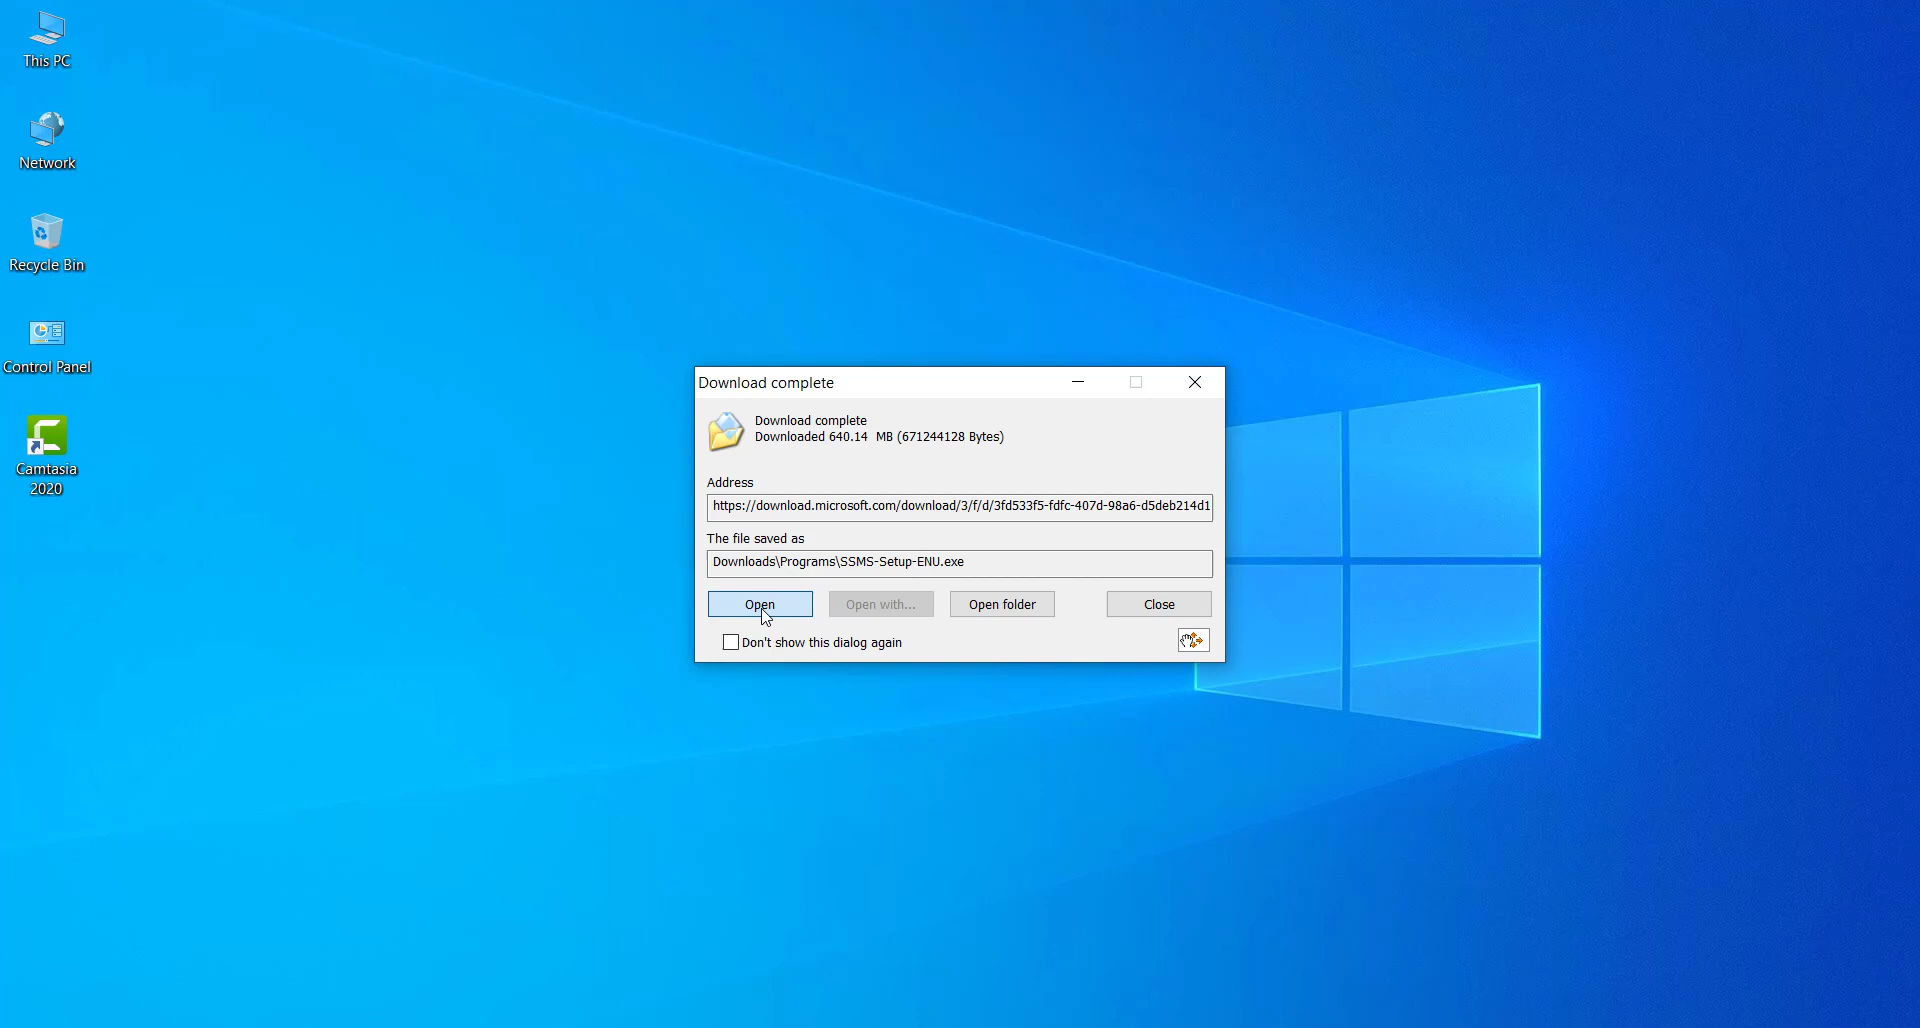 This PC
Network
Recycle Bin
Control Panel
Camtasia
2020
Download complete
Download complete
Downloaded 640.14 MB (671244128 Bytes)
Address
https://download.microsoft.com/download/3/f/d/3fd533f5-fdfc-407d-98a6-d5deb214d1
The file saved as
Downloads\Programs\SSMS-Setup-ENU.exe
Open
Open with...
Open folder
Close
Don't show this dialog again